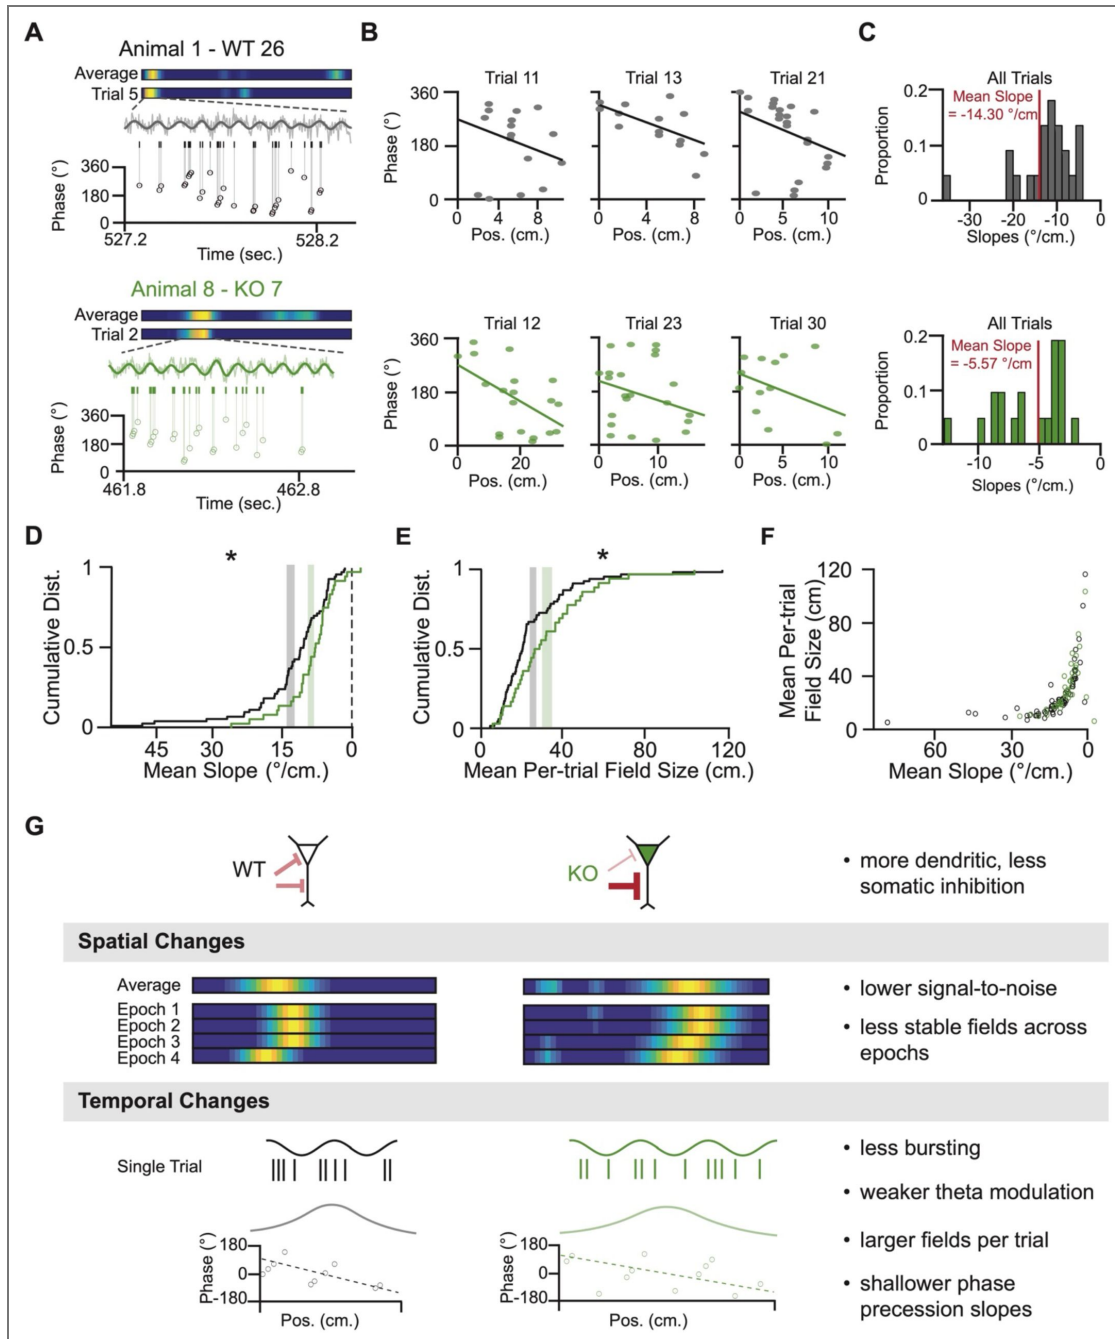 A
Animal 1 - WT 26
Average
Trial 5
Phase (°)
360
180
0
527.2
528.2
Time (sec.)
Animal 8 - KO 7
Average
Trial 2
Phase (°)
360
180
0
461.8
462.8
Time (sec.)
B
Trial 11
Trial 13
Trial 21
Phase (°)
360
180
0
0 4 8
0 4 8
0 5 10
Pos. (cm.)
Pos. (cm.)
Pos. (cm.)
Trial 12
Trial 23
Trial 30
Phase (°)
360
180
0
0 20
0 10
0 5 10
Pos. (cm.)
Pos. (cm.)
Pos. (cm.)
C
All Trials
Mean Slope
= -14.30 °/cm
Proportion
0.2
0.1
0
-30 -20 -10 0
Slopes (°/cm.)
All Trials
Mean Slope
= -5.57 °/cm
Proportion
0.2
0.1
0
-10 -5 0
Slopes (°/cm.)
D
*
Cumulative Dist.
1
0.5
0
45 30 15 0
Mean Slope (°/cm.)
E
*
Cumulative Dist.
1
0.5
0
0 40 80 120
Mean Per-trial Field Size (cm.)
F
Mean Per-trial
Field Size (cm)
120
80
40
0
60 30 0
Mean Slope (°/cm.)
G
WT
KO
• more dendritic, less
somatic inhibition
Spatial Changes
Average
Epoch 1
Epoch 2
Epoch 3
Epoch 4
• lower signal-to-noise
• less stable fields across
epochs
Temporal Changes
Single Trial
Phase (°)
180
0
-180
Pos. (cm.)
Phase (°)
180
0
-180
Pos. (cm.)
• less bursting
• weaker theta modulation
• larger fields per trial
• shallower phase
precession slopes